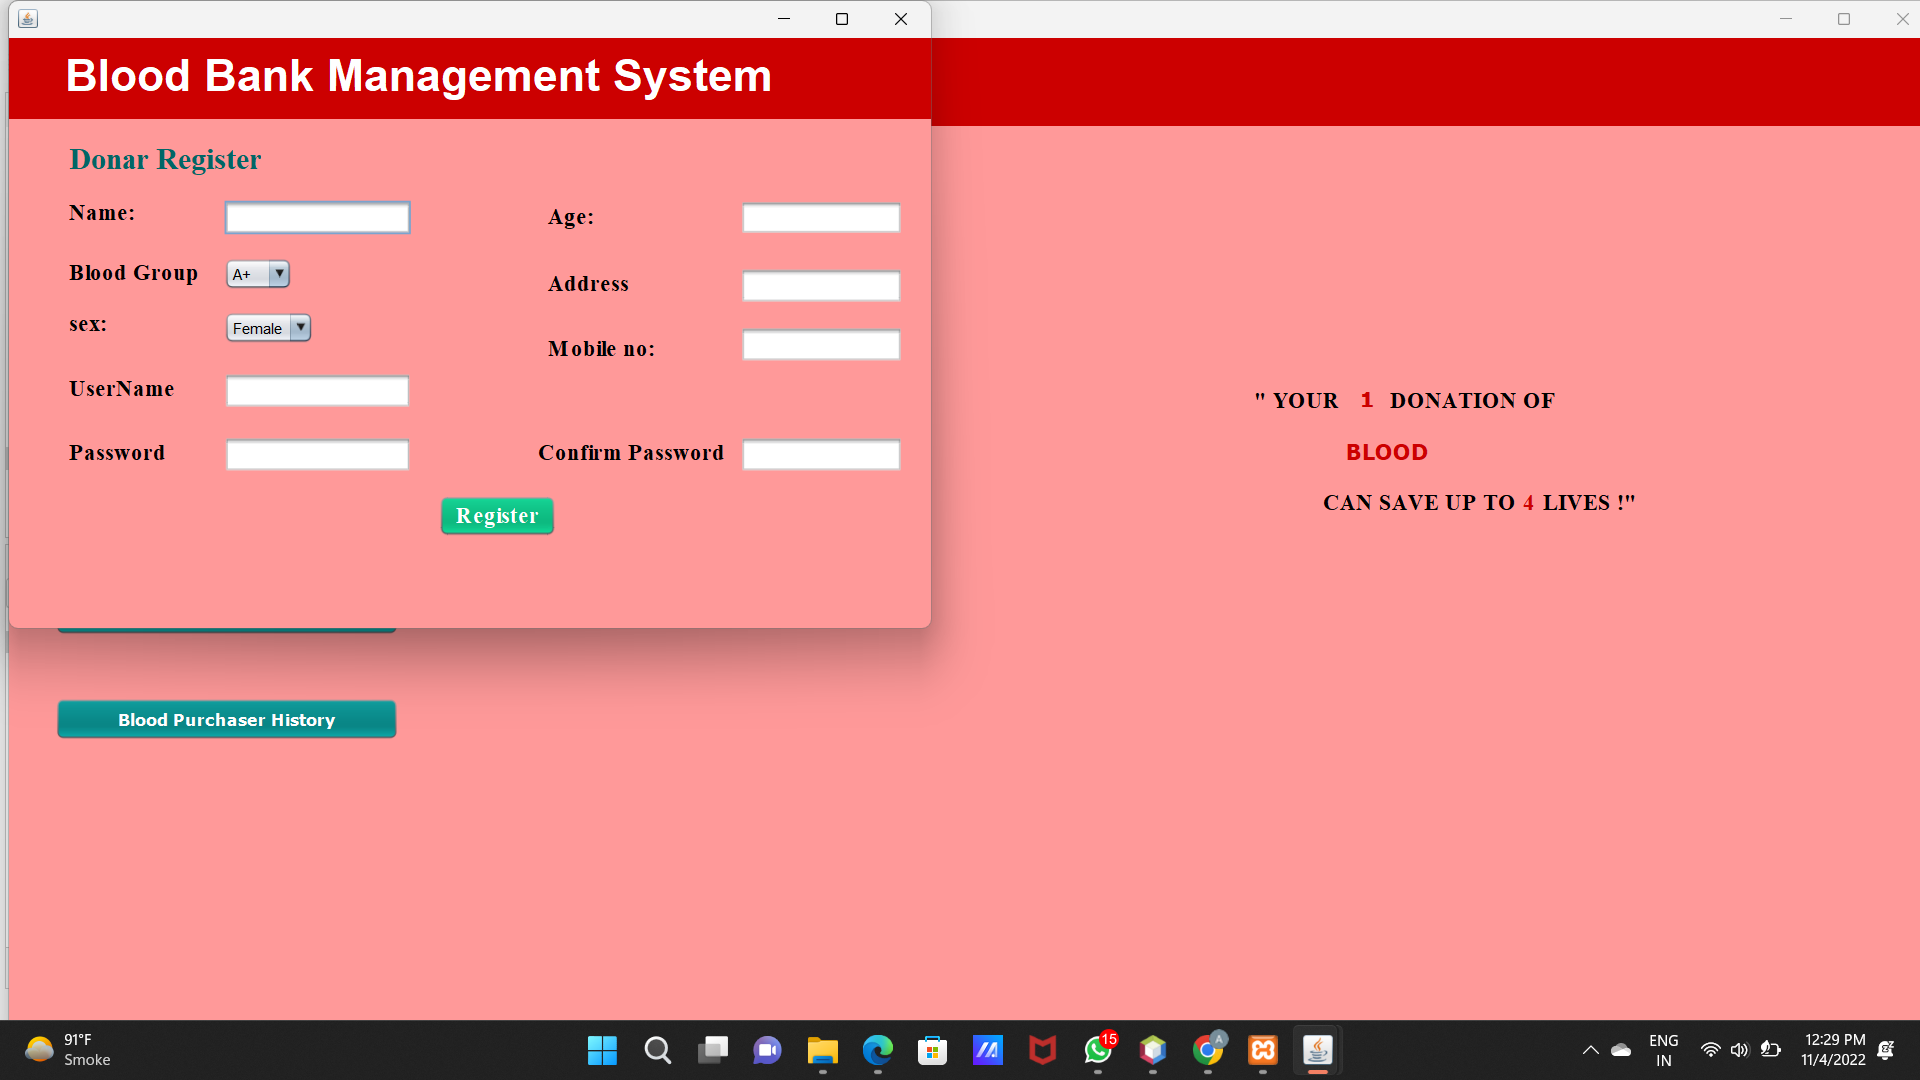 Blood Bank Management System
Donar Register
Name:
Age:
Blood Group
A+
Address
sex:
Female
Mobile no:
UserName
Password
Confirm Password
Register
" YOUR 1 DONATION OF
BLOOD
CAN SAVE UP TO 4 LIVES !"
Blood Purchaser History
91°F
Smoke
15
A
ENG
IN
12:29 PM
11/4/2022